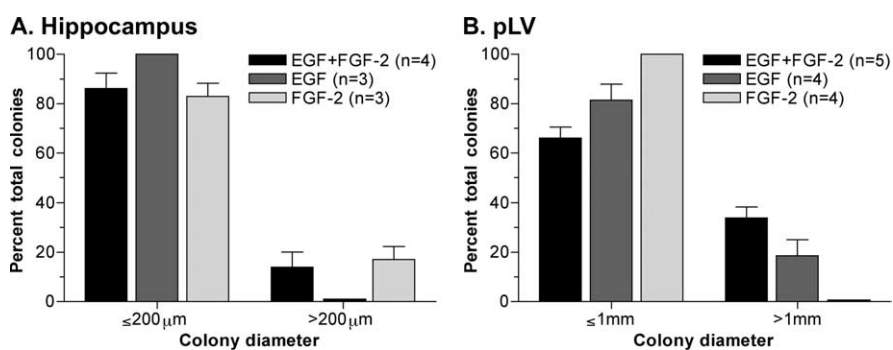 A. Hippocampus
Percent total colonies
100
80
60
40
20
0
EGF+FGF-2 (n=4)
EGF (n=3)
FGF-2 (n=3)
≤200μm
>200μm
Colony diameter
B. pLV
Percent total colonies
100
80
60
40
20
0
EGF+FGF-2 (n=5)
EGF (n=4)
FGF-2 (n=4)
≤1mm
>1mm
Colony diameter